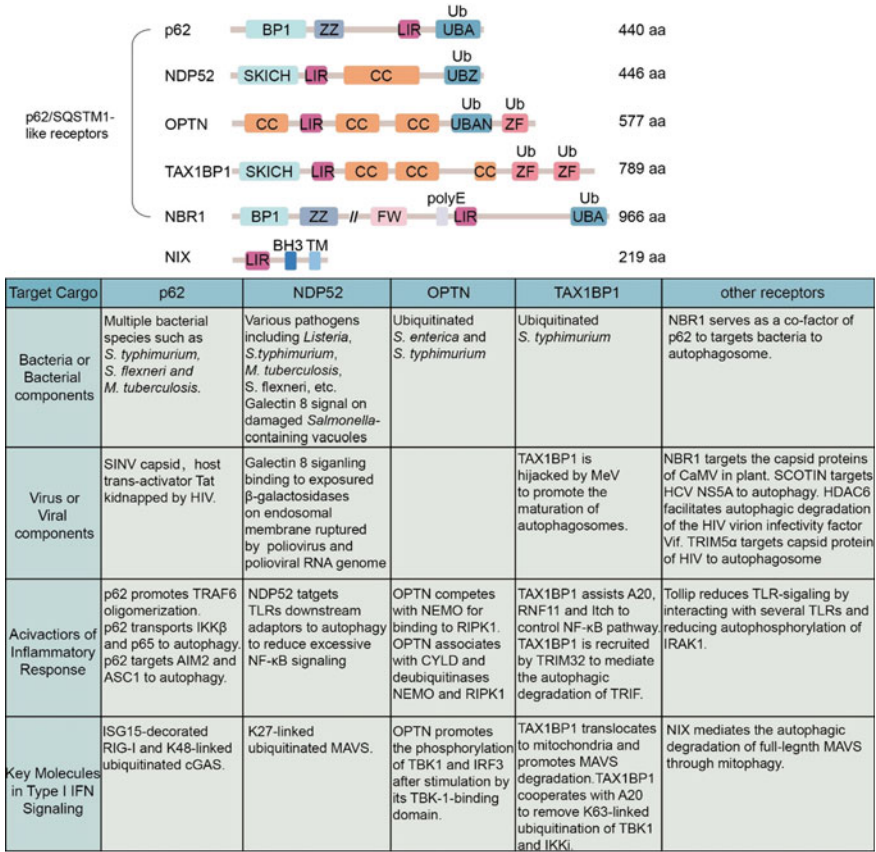 Ub
p62 BP1 ZZ LIR UBA 440 aa
Ub
NDP52 SKICH LIR CC UBZ 446 aa
Ub Ub
p62/SQSTM1-
like receptors
OPTN CC LIR CC CC UBAN ZF 577 aa
Ub Ub
TAX1BP1 SKICH LIR CC CC CC ZF ZF 789 aa
polyE Ub
NBR1 BP1 ZZ // FW LIR UBA 966 aa
BH3 TM
NIX LIR 219 aa
Target Cargo
p62
NDP52
OPTN
TAX1BP1
other receptors
Bacteria or
Bacterial
components
Multiple bacterial
species such as
S. typhimurium,
S. flexneri and
M. tuberculosis.
Various pathogens
including Listeria,
S.typhimurium,
M. tuberculosis,
S. flexneri, etc.
Galectin 8 signal on
damaged Salmonella-
containing vacuoles
Ubiquitinated
S. enterica and
S. typhimurium
Ubiquitinated
S. typhimurium
NBR1 serves as a co-factor of
p62 to targets bacteria to
autophagosome.
Virus or
Viral
components
SINV capsid, host
trans-activator Tat
kidnapped by HIV.
Galectin 8 siganling
binding to exposured
β-galactosidases
on endosomal
membrane ruptured
by poliovirus and
polioviral RNA genome
TAX1BP1 is
hijacked by MeV
to promote the
maturation of
autophagosomes.
NBR1 targets the capsid proteins
of CaMV in plant. SCOTIN targets
HCV NS5A to autophagy. HDAC6
facilitates autophagic degradation
of the HIV virion infectivity factor
Vif. TRIM5α targets capsid protein
of HIV to autophagosome
Acivactiors of
Inflammatory
Response
p62 promotes TRAF6
oligomerization.
p62 transports IKKβ
and p65 to autophagy.
p62 targets AIM2 and
ASC1 to autophagy.
NDP52 targets
TLRs downstream
adaptors to autophagy
to reduce excessive
NF-κB signaling
OPTN competes
with NEMO for
binding to RIPK1.
OPTN associates
with CYLD and
deubiquitinases
NEMO and RIPK1
TAX1BP1 assists A20,
RNF11 and Itch to
control NF-κB pathway.
TAX1BP1 is recruited
by TRIM32 to mediate
the autophagic
degradation of TRIF.
Tollip reduces TLR-sigaling by
interacting with several TLRs and
reducing autophosphorylation of
IRAK1.
Key Molecules
in Type I IFN
Signaling
ISG15-decorated
RIG-I and K48-linked
ubiquitinated cGAS.
K27-linked
ubiquitinated MAVS.
OPTN promotes
the phosphorylation
of TBK1 and IRF3
after stimulation by
its TBK-1-binding
domain.
TAX1BP1 translocates
to mitochondria and
promotes MAVS
degradation.TAX1BP1
cooperates with A20
to remove K63-linked
ubiquitination of TBK1
and IKKi.
NIX mediates the autophagic
degradation of full-legnth MAVS
through mitophagy.